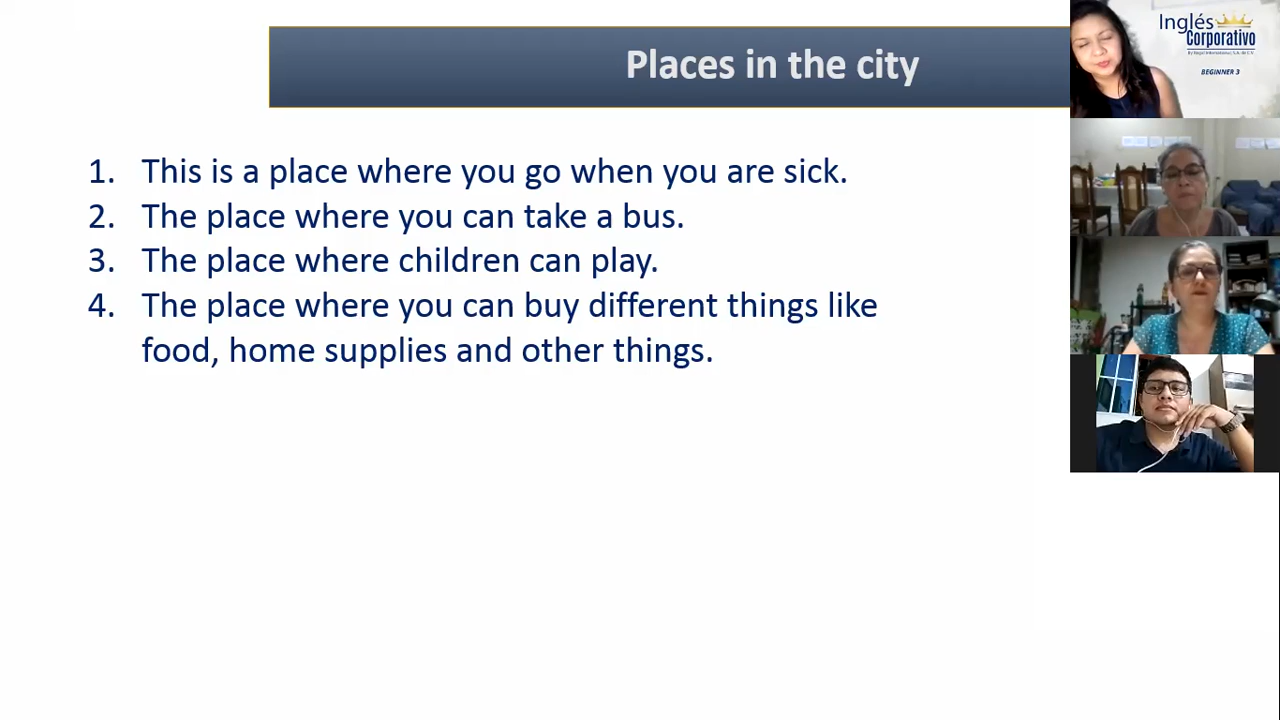 Places in the city
Inglés
Corporativo
BEGINNER 3
1. This is a place where you go when you are sick.
2. The place where you can take a bus.
3. The place where children can play.
4. The place where you can buy different things like
food, home supplies and other things.